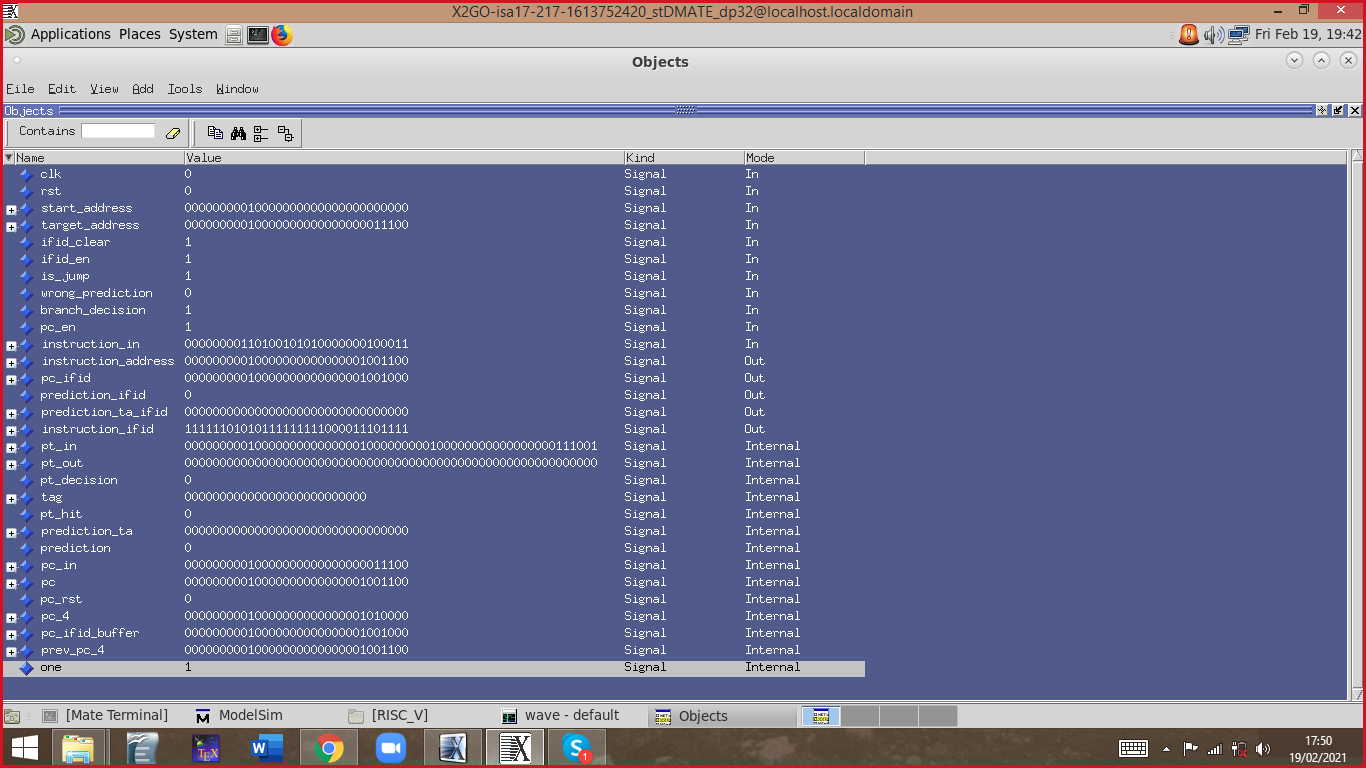 X2GO-isa17-217-1613752420_stDMATE_dp32@localhost.localdomain
Applications Places System Fri Feb 19, 19:42
Objects
File Edit View Add Tools Window
Objects
Contains
Name Value Kind Mode
clk 0 Signal In
rst 0 Signal In
start_address 00000000010000000000000000000000 Signal In
target_address 00000000010000000000000000011100 Signal In
ifid_clear 1 Signal In
ifid_en 1 Signal In
is_jump 1 Signal In
wrong_prediction 0 Signal In
branch_decision 1 Signal In
pc_en 1 Signal In
instruction_in 00000000110100101010000000100011 Signal In
instruction_address 00000000010000000000000001001100 Signal Out
pc_ifid 00000000010000000000000001001000 Signal Out
prediction_ifid 0 Signal Out
prediction_ta_ifid 00000000000000000000000000000000 Signal Out
instruction_ifid 11111101010111111111000011101111 Signal Out
pt_in 00000000010000000000000001000000000100000000000000000111001 Signal Internal
pt_out 00000000000000000000000000000000000000000000000000000000000 Signal Internal
pt_decision 0 Signal Internal
tag 00000000000000000000000000 Signal Internal
pt_hit 0 Signal Internal
prediction_ta 00000000000000000000000000000000 Signal Internal
prediction 0 Signal Internal
pc_in 00000000010000000000000000011100 Signal Internal
pc 00000000010000000000000001001100 Signal Internal
pc_rst 0 Signal Internal
pc_4 00000000010000000000000001010000 Signal Internal
pc_ifid_buffer 00000000010000000000000001001000 Signal Internal
prev_pc_4 00000000010000000000000001001100 Signal Internal
one 1 Signal Internal
[Mate Terminal] ModelSim [RISC_V] wave - default Objects
17:50
19/02/2021